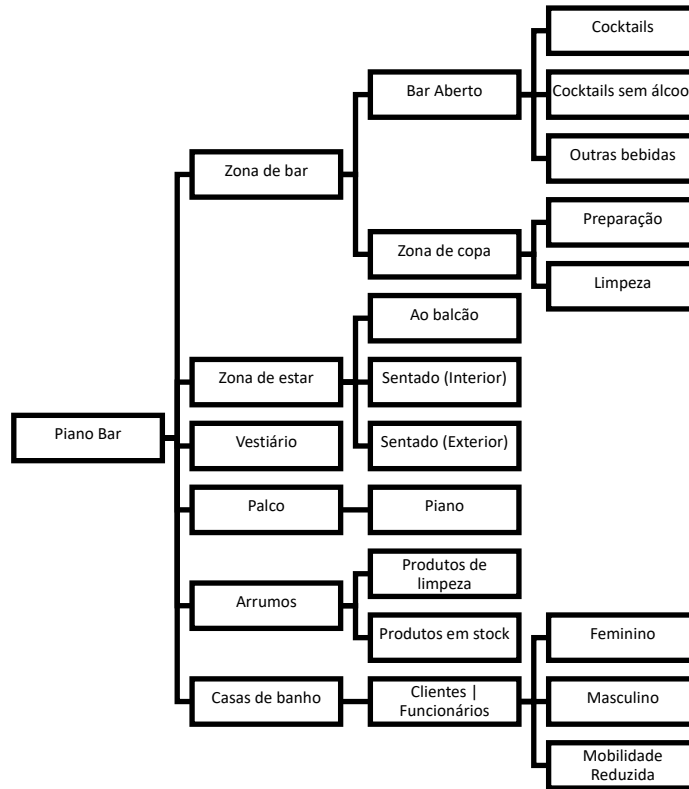 Piano Bar
Zona de bar
Bar Aberto
Cocktails
Cocktails sem álcoo
Outras bebidas
Zona de copa
Preparação
Limpeza
Zona de estar
Ao balcão
Sentado (Interior)
Sentado (Exterior)
Vestiário
Palco
Piano
Arrumos
Produtos de
limpeza
Produtos em stock
Casas de banho
Clientes |
Funcionários
Feminino
Masculino
Mobilidade
Reduzida